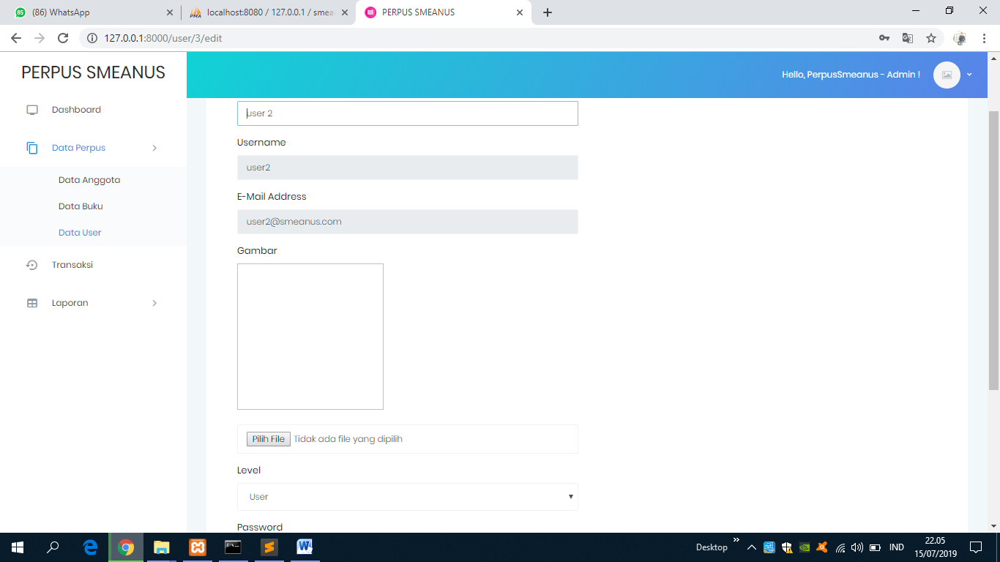 85 (86) WhatsApp
PMA localhost:8080 / 127.0.0.1 / smea
PERPUS SMEANUS
127.0.0.1:8000/user/3/edit
PERPUS SMEANUS
Hello, PerpusSmeanus - Admin !
Dashboard
Data Perpus
Data Anggota
Data Buku
Data User
Transaksi
Laporan
user 2
Username
user2
E-Mail Address
user2@smeanus.com
Gambar
Pilih File Tidak ada file yang dipilih
Level
User
Password
Desktop
IND
22.05
15/07/2019